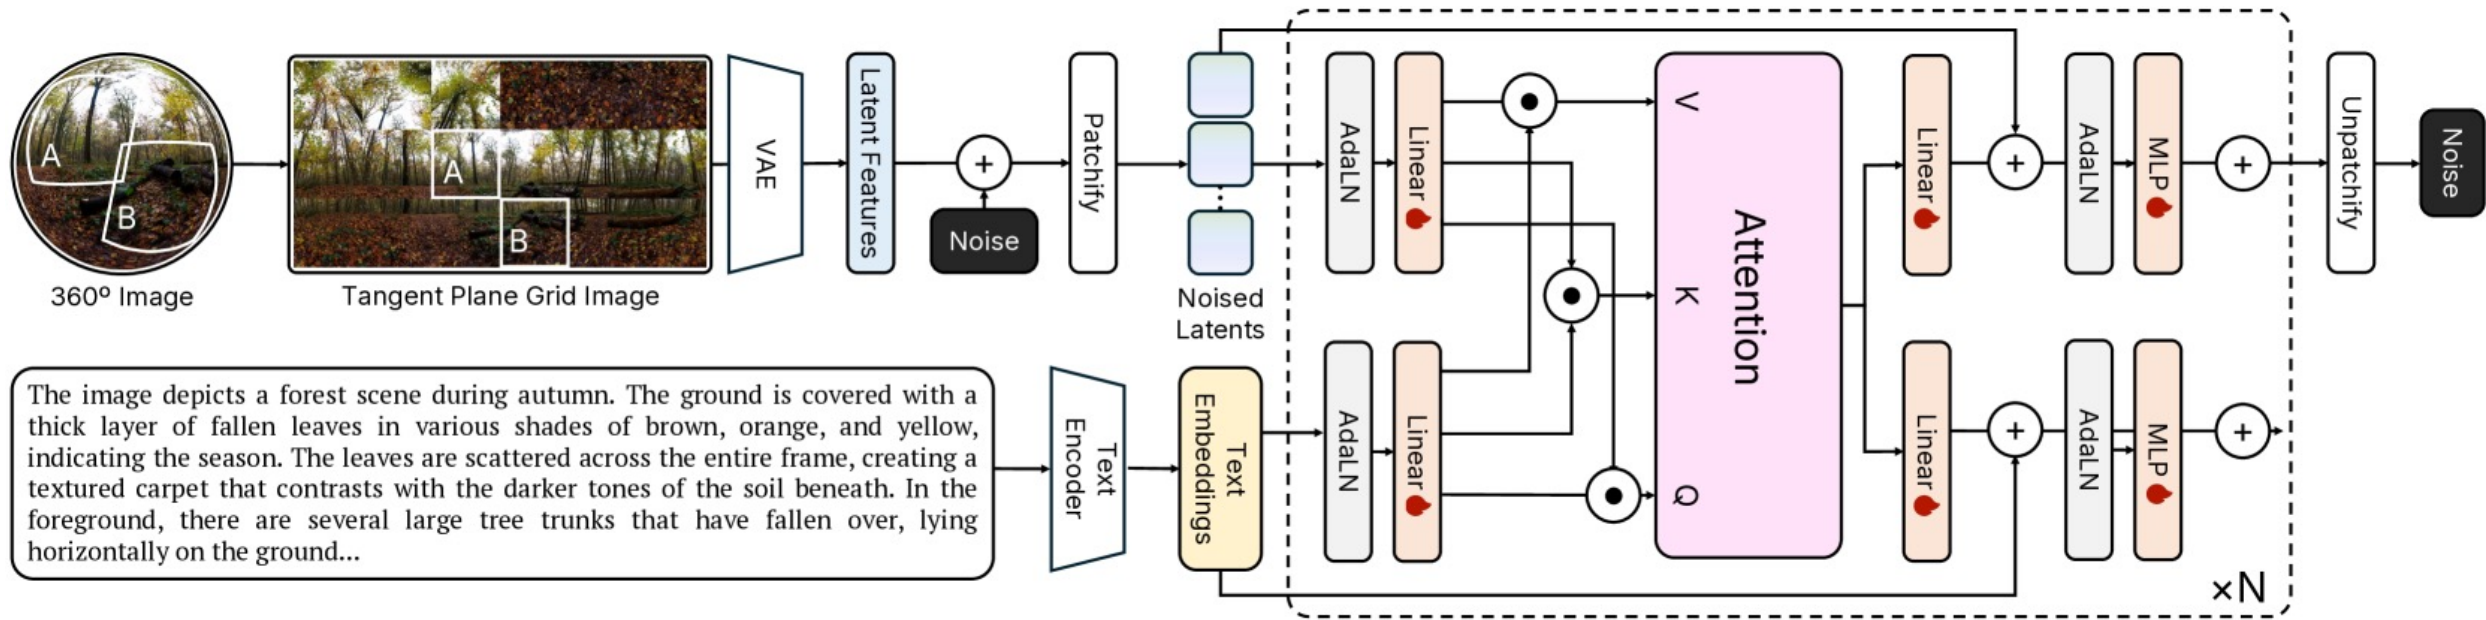 A
B
360º Image
A
B
Tangent Plane Grid Image
VAE
Latent Features
+
Noise
Patchify
Noised
Latents
The image depicts a forest scene during autumn. The ground is covered with a
thick layer of fallen leaves in various shades of brown, orange, and yellow,
indicating the season. The leaves are scattered across the entire frame, creating a
textured carpet that contrasts with the darker tones of the soil beneath. In the
foreground, there are several large tree trunks that have fallen over, lying
horizontally on the ground...
Text
Encoder
Text
Embeddings
AdaLN
Linear
AdaLN
Linear
V
K
Q
Attention
Linear
+
AdaLN
MLP
+
Linear
+
AdaLN
MLP
+
×N
Unpatchify
Noise